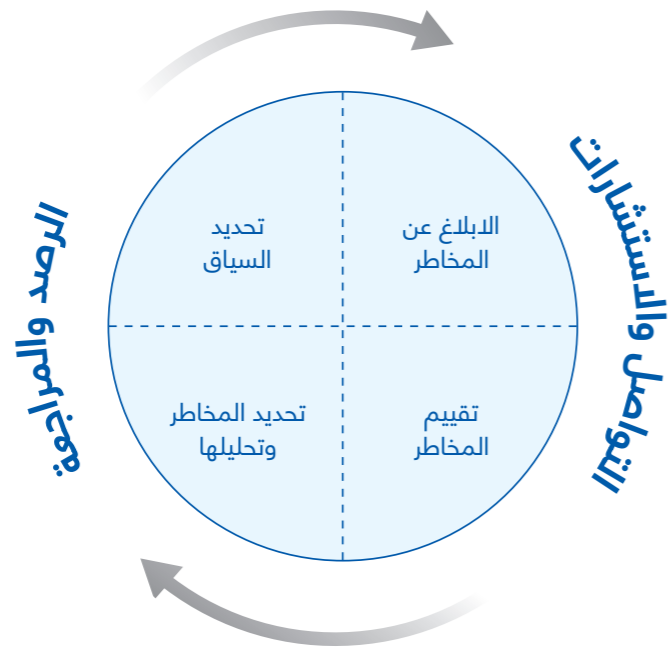 التواصل والاستشارات
الابلاغ عن
المخاطر
تحديد
السياق
تقييم
المخاطر
تحديد المخاطر
وتحليلها
الرصد والمراجعة